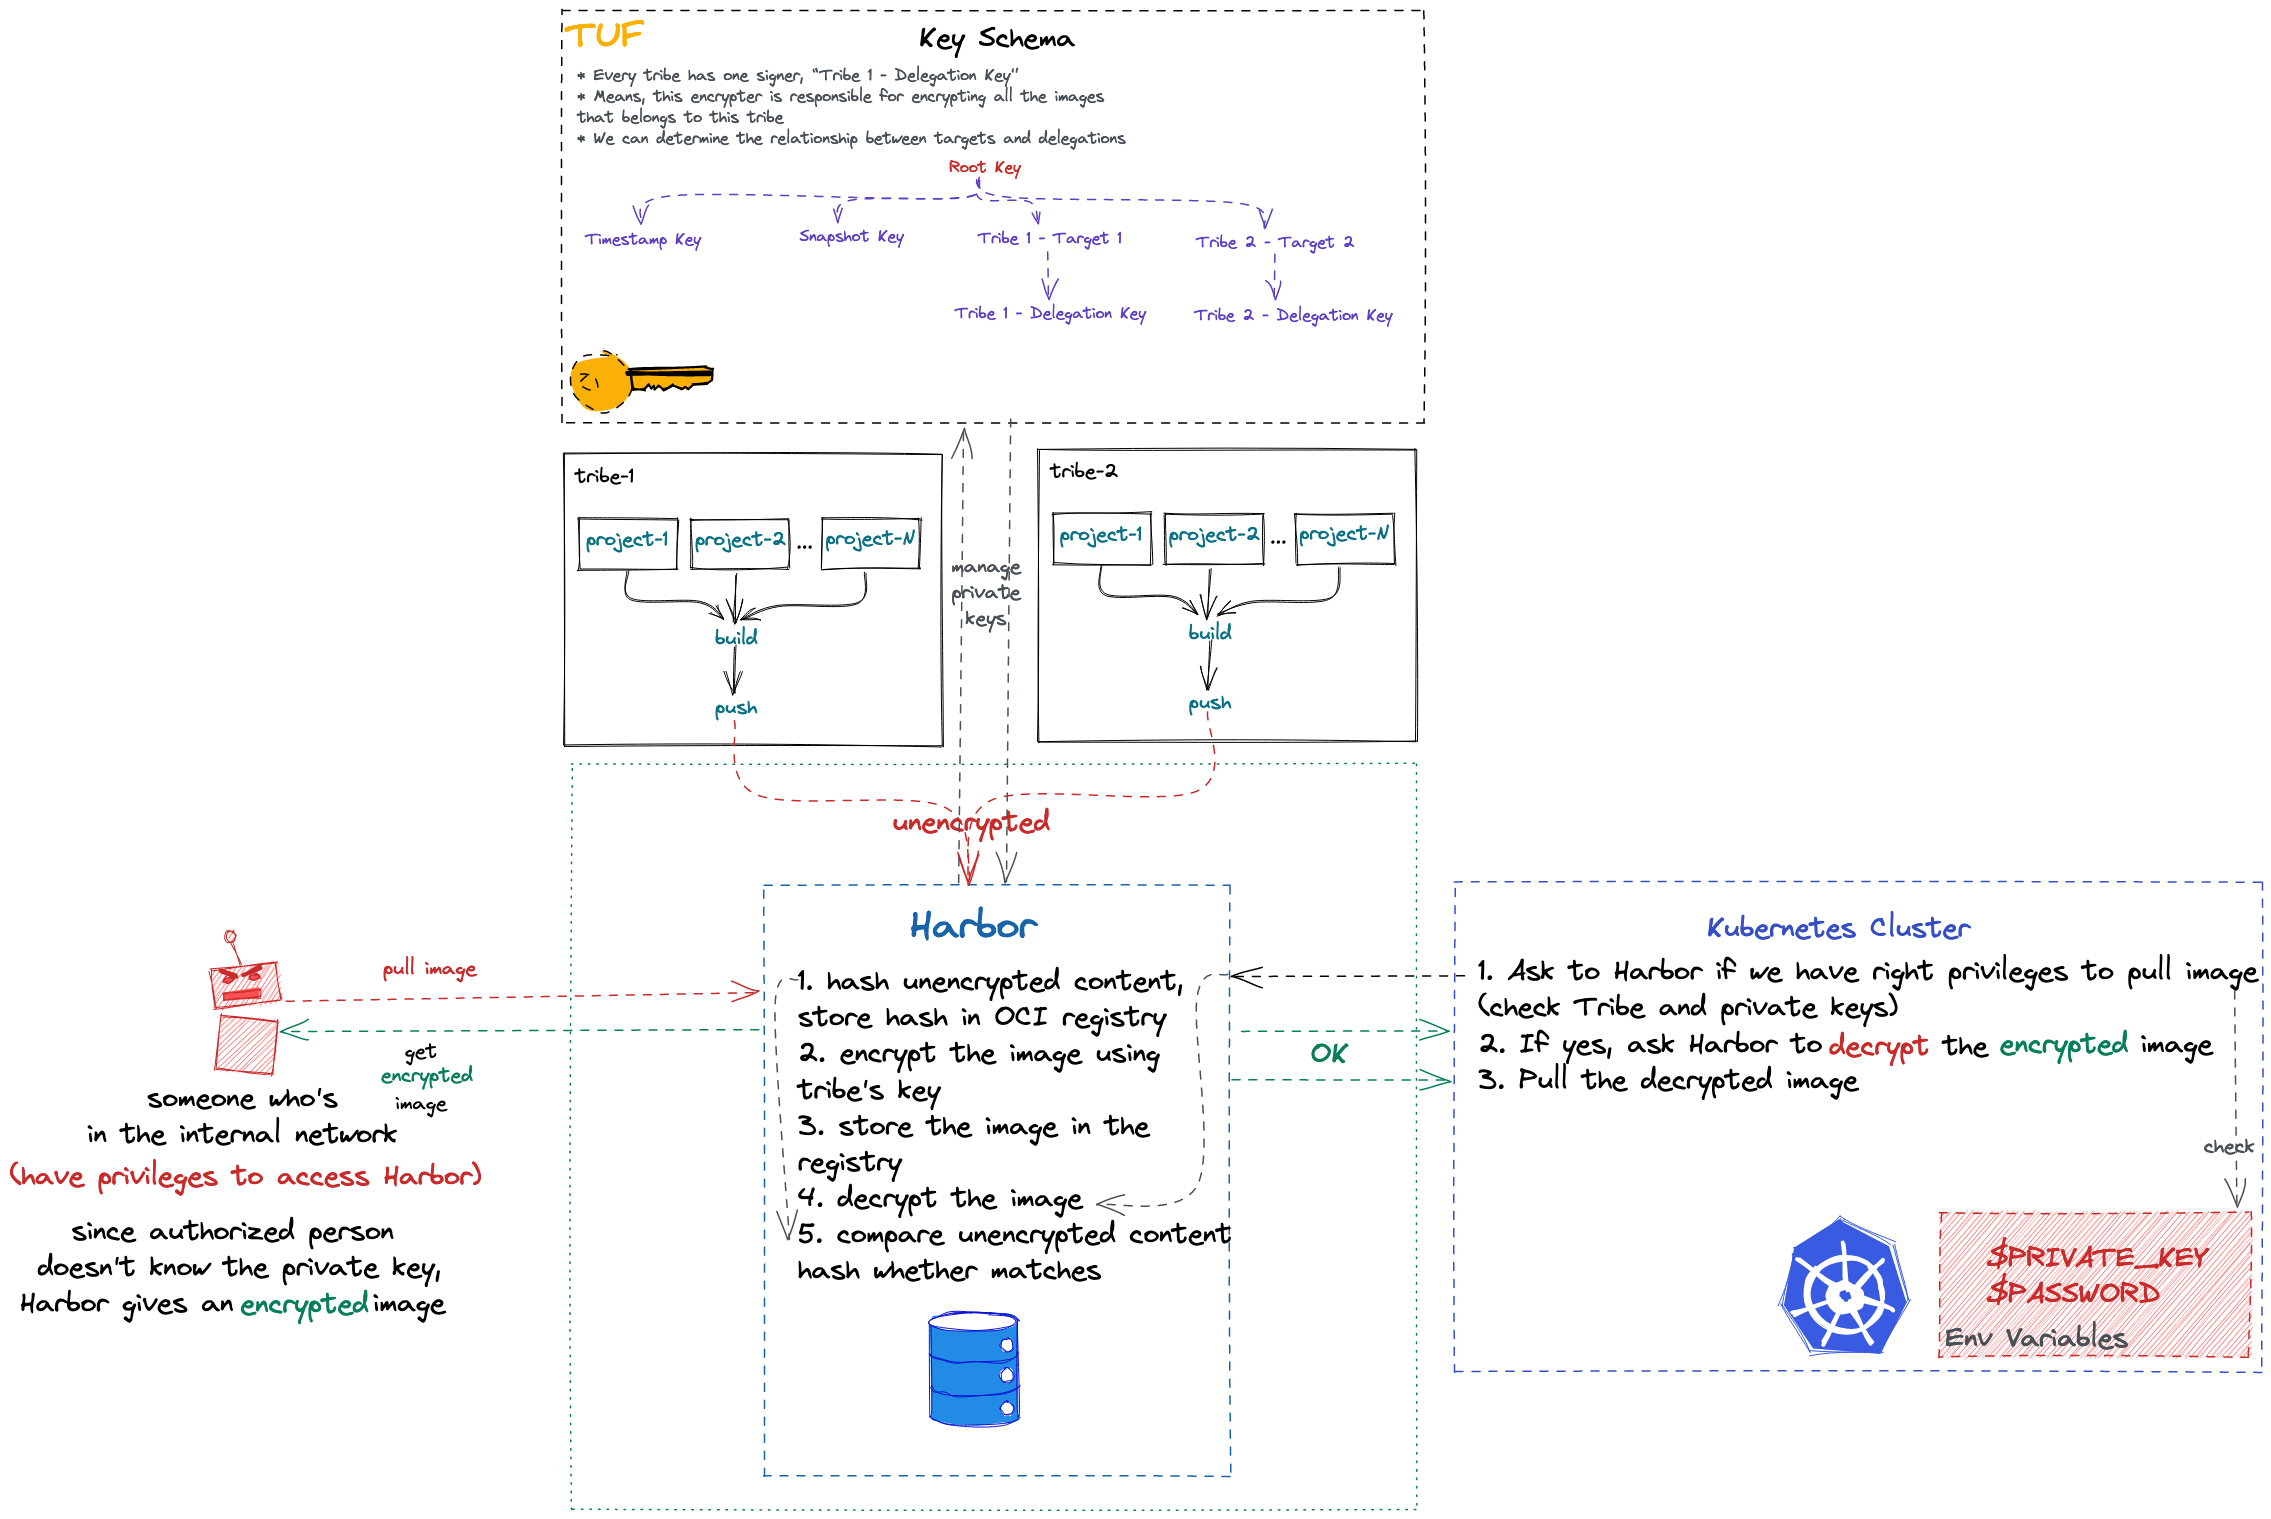 TUF
Key Schema
* Every tribe has one signer, "Tribe 1 - Delegation Key"
* Means, this encrypter is responsible for encrypting all the images
that belongs to this tribe
* We can determine the relationship between targets and delegations
Root Key
Timestamp Key
Snapshot Key
Tribe 1 - Target 1
Tribe 2 - Target 2
Tribe 1 - Delegation Key
Tribe 2 - Delegation Key
tribe-1
project-1
project-2
...
project-N
build
push
manage
private
keys
tribe-2
project-1
project-2
...
project-N
build
push
unencrypted
pull image
get
encrypted
image
someone who's
in the internal network
(have privileges to access Harbor)
since authorized person
doesn't know the private key,
Harbor gives an encrypted image
Harbor
1. hash unencrypted content,
store hash in OCI registry
2. encrypt the image using
tribe's key
3. store the image in the
registry
4. decrypt the image
5. compare unencrypted content
hash whether matches
OK
Kubernetes Cluster
1. Ask to Harbor if we have right privileges to pull image
(check Tribe and private keys)
2. If yes, ask Harbor to decrypt the encrypted image
3. Pull the decrypted image
check
$PRIVATE_KEY
$PASSWORD
Env Variables